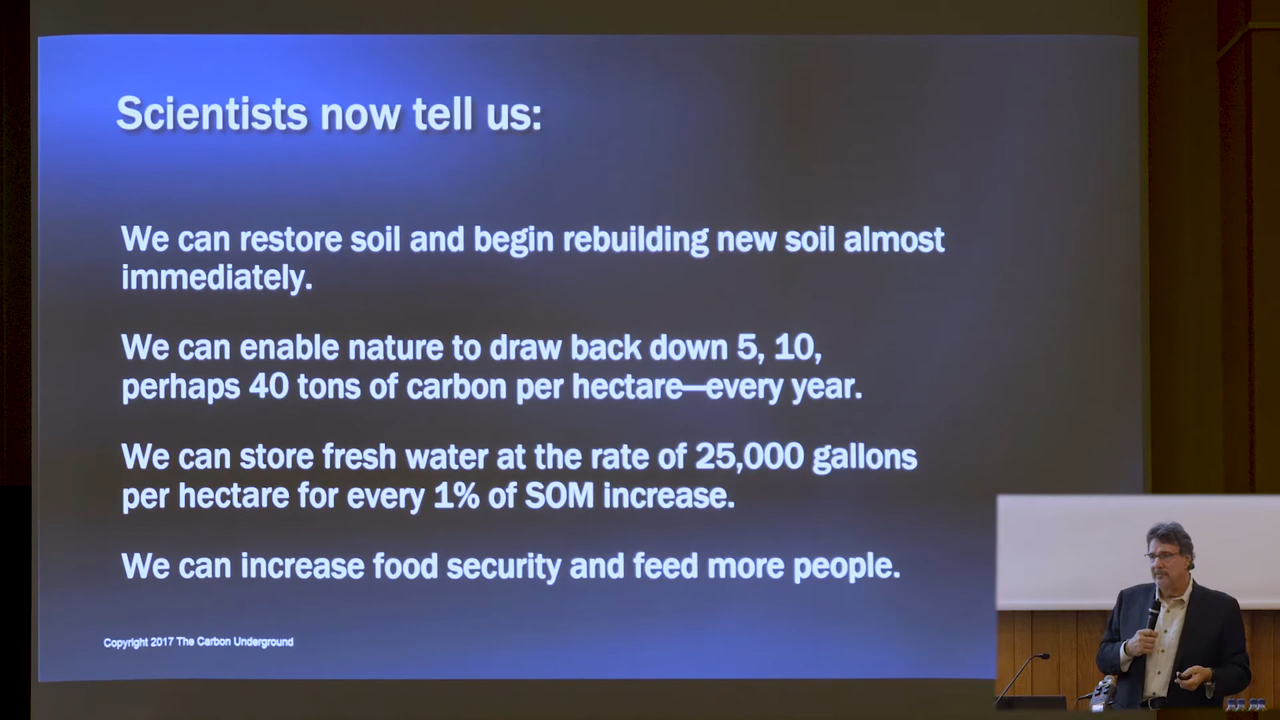 Scientists now tell us:
We can restore soil and begin rebuilding new soil almost
immediately.
We can enable nature to draw back down 5, 10,
perhaps 40 tons of carbon per hectare—every year.
We can store fresh water at the rate of 25,000 gallons
per hectare for every 1% of SOM increase.
We can increase food security and feed more people.
Copyright 2017 The Carbon Underground